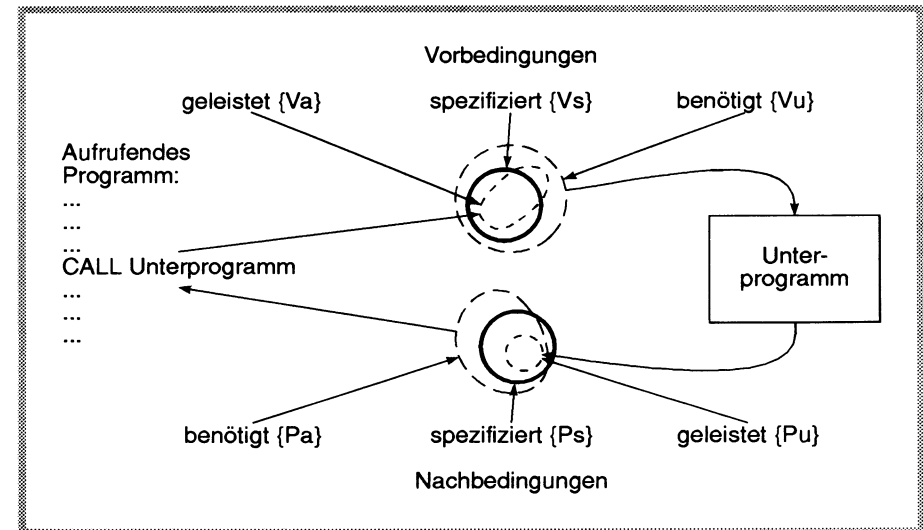 Vorbedingungen
geleistet {Va}
spezifiziert {Vs}
benötigt {Vu}
Aufrufendes
Programm:
...
...
...
CALL Unterprogramm
...
...
...
Unter-
programm
benötigt {Pa}
spezifiziert {Ps}
geleistet {Pu}
Nachbedingungen